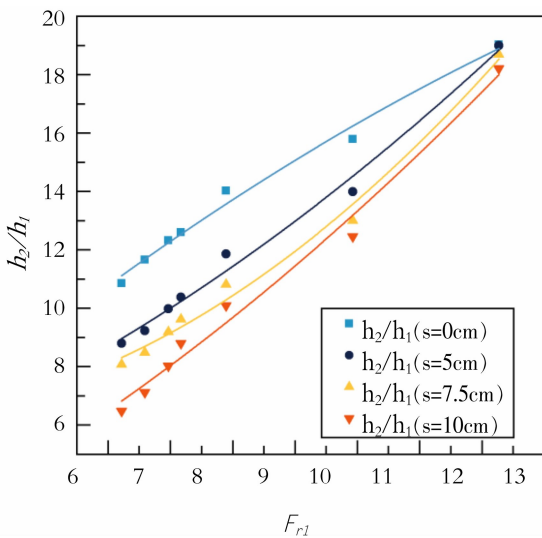 20
18
16
14
12
10
8
6
h₂/h₁
h₂/h₁(s=0cm)
h₂/h₁(s=5cm)
h₂/h₁(s=7.5cm)
h₂/h₁(s=10cm)
6 7 8 9 10 11 12 13
Fr1